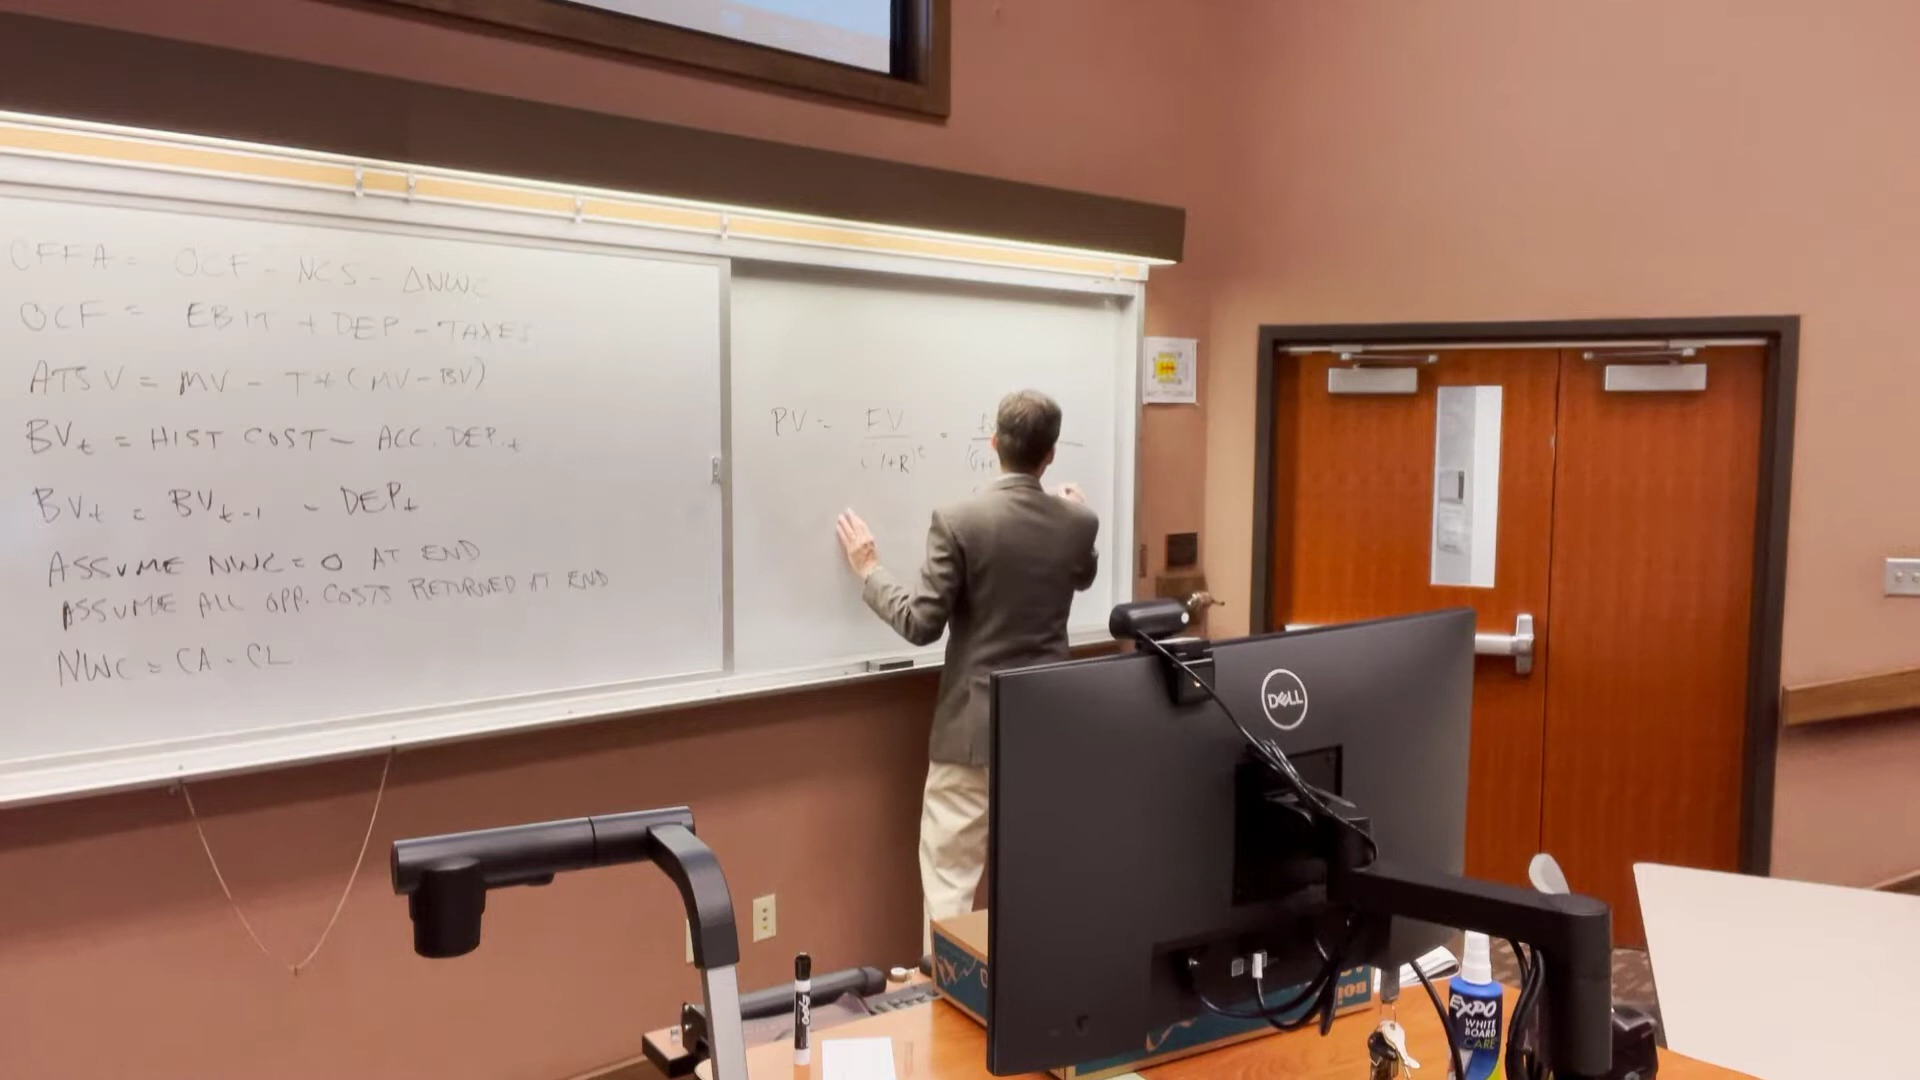 CFFA = OCF - NCS - ΔNWC
OCF = EBIT + DEP - TAXES
ATSV = MV - T * (MV - BV)
BVt = HIST COST - ACC. DEP.t
BVt = BVt-1 - DEPt
ASSUME NWC = 0 AT END
ASSUME ALL OPP. COSTS RETURNED AT END
NWC = CA - CL
PV = FV / (1+R)^t =
DELL
EXPO
EXPO
WHITE
BOARD
CARE